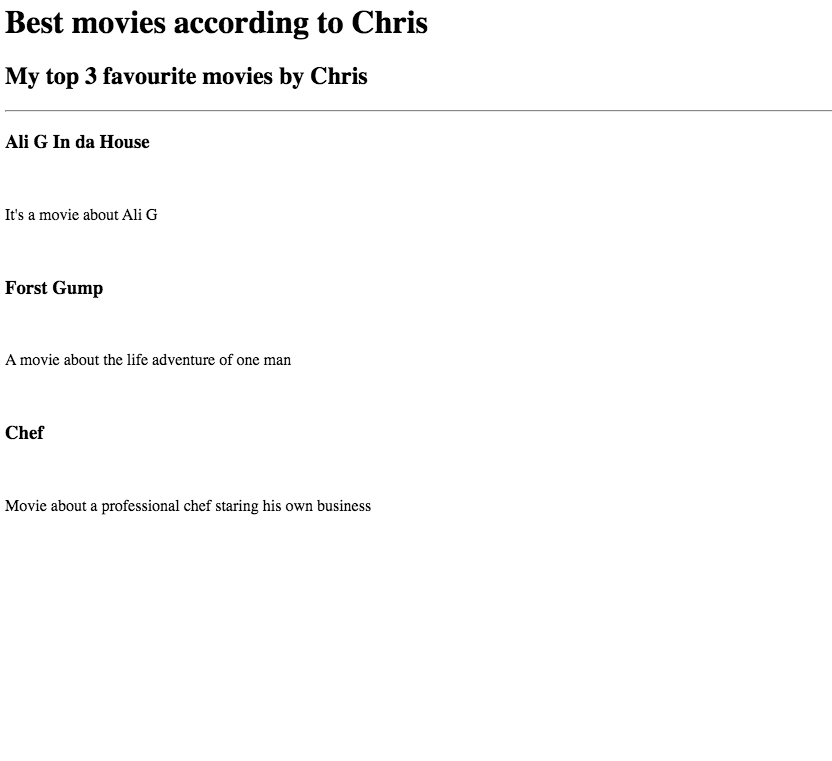 Best movies according to Chris
My top 3 favourite movies by Chris
Ali G In da House
It's a movie about Ali G
Forst Gump
A movie about the life adventure of one man
Chef
Movie about a professional chef staring his own business